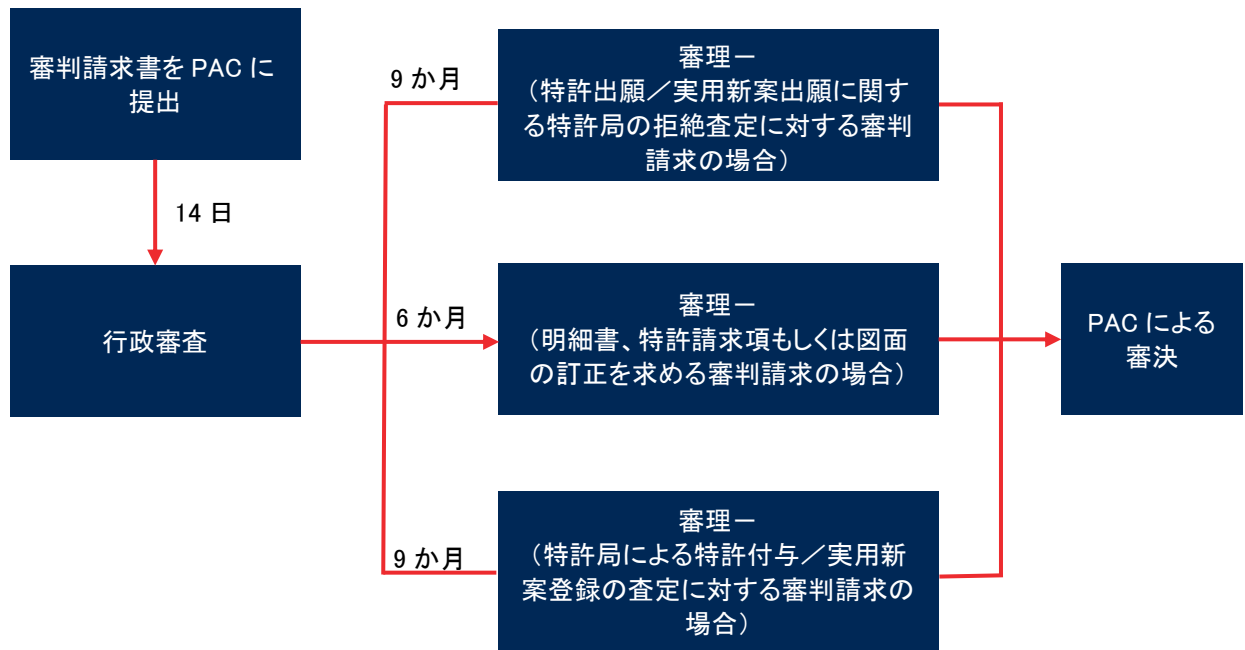 審判請求書を PAC に
提出
14 日
行政審査
9 か月
審理－
（特許出願／実用新案出願に関す
る特許局の拒絶査定に対する審判
請求の場合）
6 か月
審理－
（明細書、特許請求項もしくは図面
の訂正を求める審判請求の場合）
9 か月
審理－
（特許局による特許付与／実用新
案登録の査定に対する審判請求の
場合）
PAC による
審決